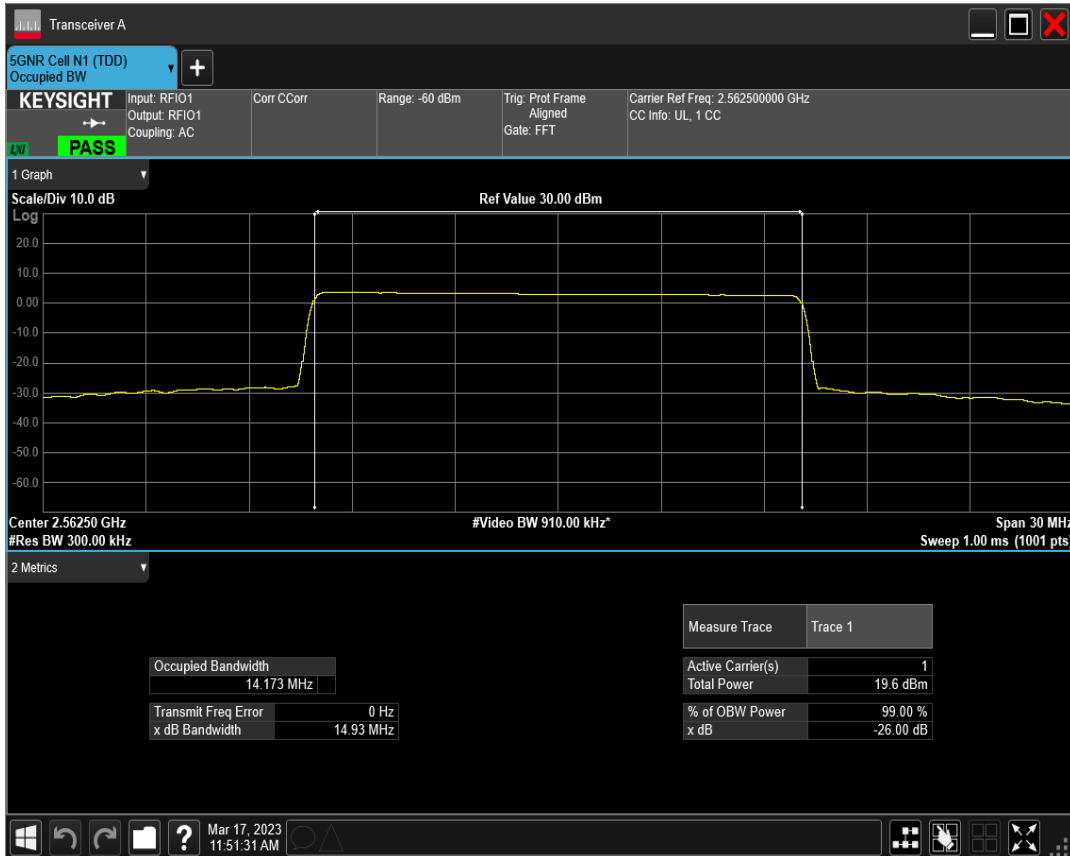 Transceiver A
5GNR Cell N1 (TDD)
Occupied BW
+
KEYSIGHT
LXI
PASS
Input: RFIO1
Output: RFIO1
Coupling: AC
Corr CCorr
Range: -60 dBm
Trig: Prot Frame
Aligned
Gate: FFT
Carrier Ref Freq: 2.562500000 GHz
CC Info: UL, 1 CC
1 Graph
Scale/Div 10.0 dB
Ref Value 30.00 dBm
Log
20.0
10.0
0.00
-10.0
-20.0
-30.0
-40.0
-50.0
-60.0
Center 2.56250 GHz
#Video BW 910.00 kHz*
Span 30 MHz
#Res BW 300.00 kHz
Sweep 1.00 ms (1001 pts)
2 Metrics
Measure Trace Trace 1
Occupied Bandwidth
14.173 MHz
Active Carrier(s) 1
Total Power 19.6 dBm
Transmit Freq Error 0 Hz
x dB Bandwidth 14.93 MHz
% of OBW Power 99.00 %
x dB -26.00 dB
?
Mar 17, 2023
11:51:31 AM